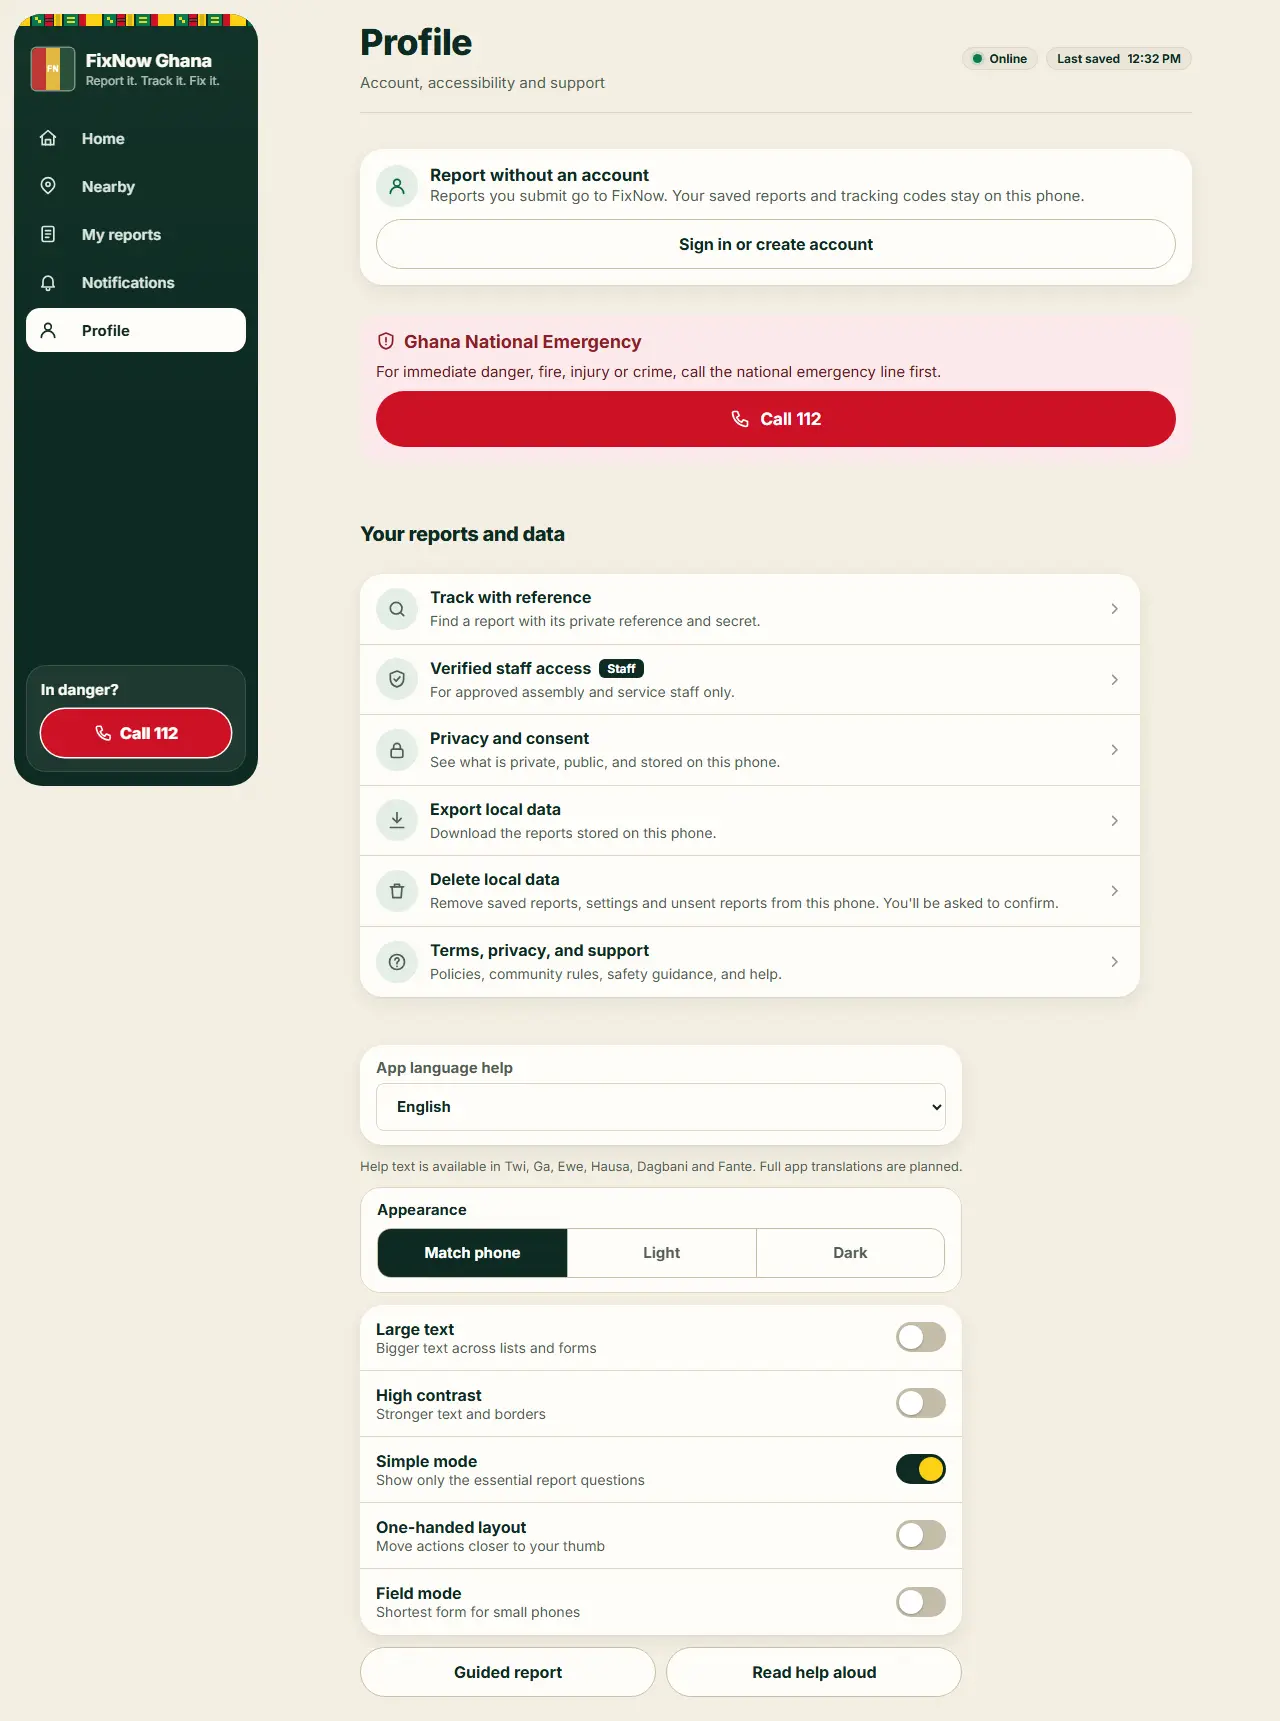 FN
FixNow Ghana
Report it. Track it. Fix it.
Home
Nearby
My reports
Notifications
Profile
In danger?
Call 112
Profile
Account, accessibility and support
Online
Last saved 12:32 PM
Report without an account
Reports you submit go to FixNow. Your saved reports and tracking codes stay on this phone.
Sign in or create account
Ghana National Emergency
For immediate danger, fire, injury or crime, call the national emergency line first.
Call 112
Your reports and data
Track with reference
Find a report with its private reference and secret.
Verified staff access Staff
For approved assembly and service staff only.
Privacy and consent
See what is private, public, and stored on this phone.
Export local data
Download the reports stored on this phone.
Delete local data
Remove saved reports, settings and unsent reports from this phone. You'll be asked to confirm.
Terms, privacy, and support
Policies, community rules, safety guidance, and help.
App language help
English
Help text is available in Twi, Ga, Ewe, Hausa, Dagbani and Fante. Full app translations are planned.
Appearance
Match phone
Light
Dark
Large text
Bigger text across lists and forms
High contrast
Stronger text and borders
Simple mode
Show only the essential report questions
One-handed layout
Move actions closer to your thumb
Field mode
Shortest form for small phones
Guided report
Read help aloud